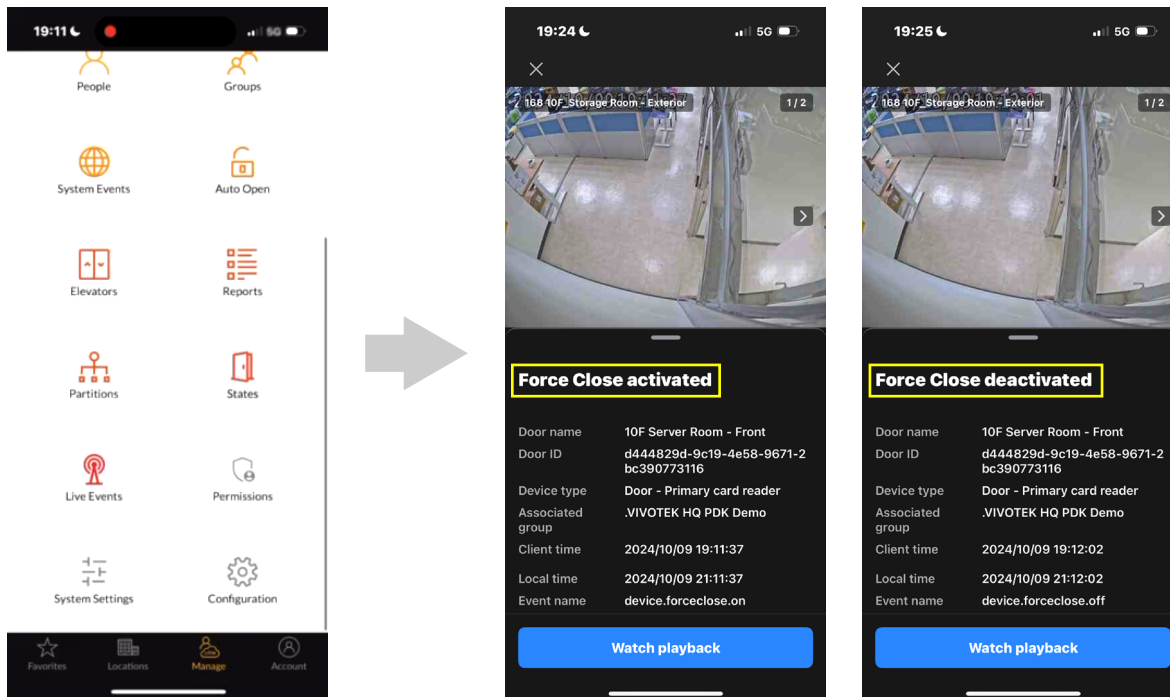 19:11
5G
People
Groups
System Events
Auto Open
Elevators
Reports
Partitions
States
Live Events
Permissions
System Settings
Configuration
Favorites
Locations
Manage
Account
19:24
5G
168 10F_Storage Room - Exterior
1 / 2
Force Close activated
Door name 10F Server Room - Front
Door ID d444829d-9c19-4e58-9671-2
bc390773116
Device type Door - Primary card reader
Associated .VIVOTEK HQ PDK Demo
group
Client time 2024/10/09 19:11:37
Local time 2024/10/09 21:11:37
Event name device.forceclose.on
Watch playback
19:25
5G
168 10F_Storage Room - Exterior
1 / 2
Force Close deactivated
Door name 10F Server Room - Front
Door ID d444829d-9c19-4e58-9671-2
bc390773116
Device type Door - Primary card reader
Associated .VIVOTEK HQ PDK Demo
group
Client time 2024/10/09 19:12:02
Local time 2024/10/09 21:12:02
Event name device.forceclose.off
Watch playback